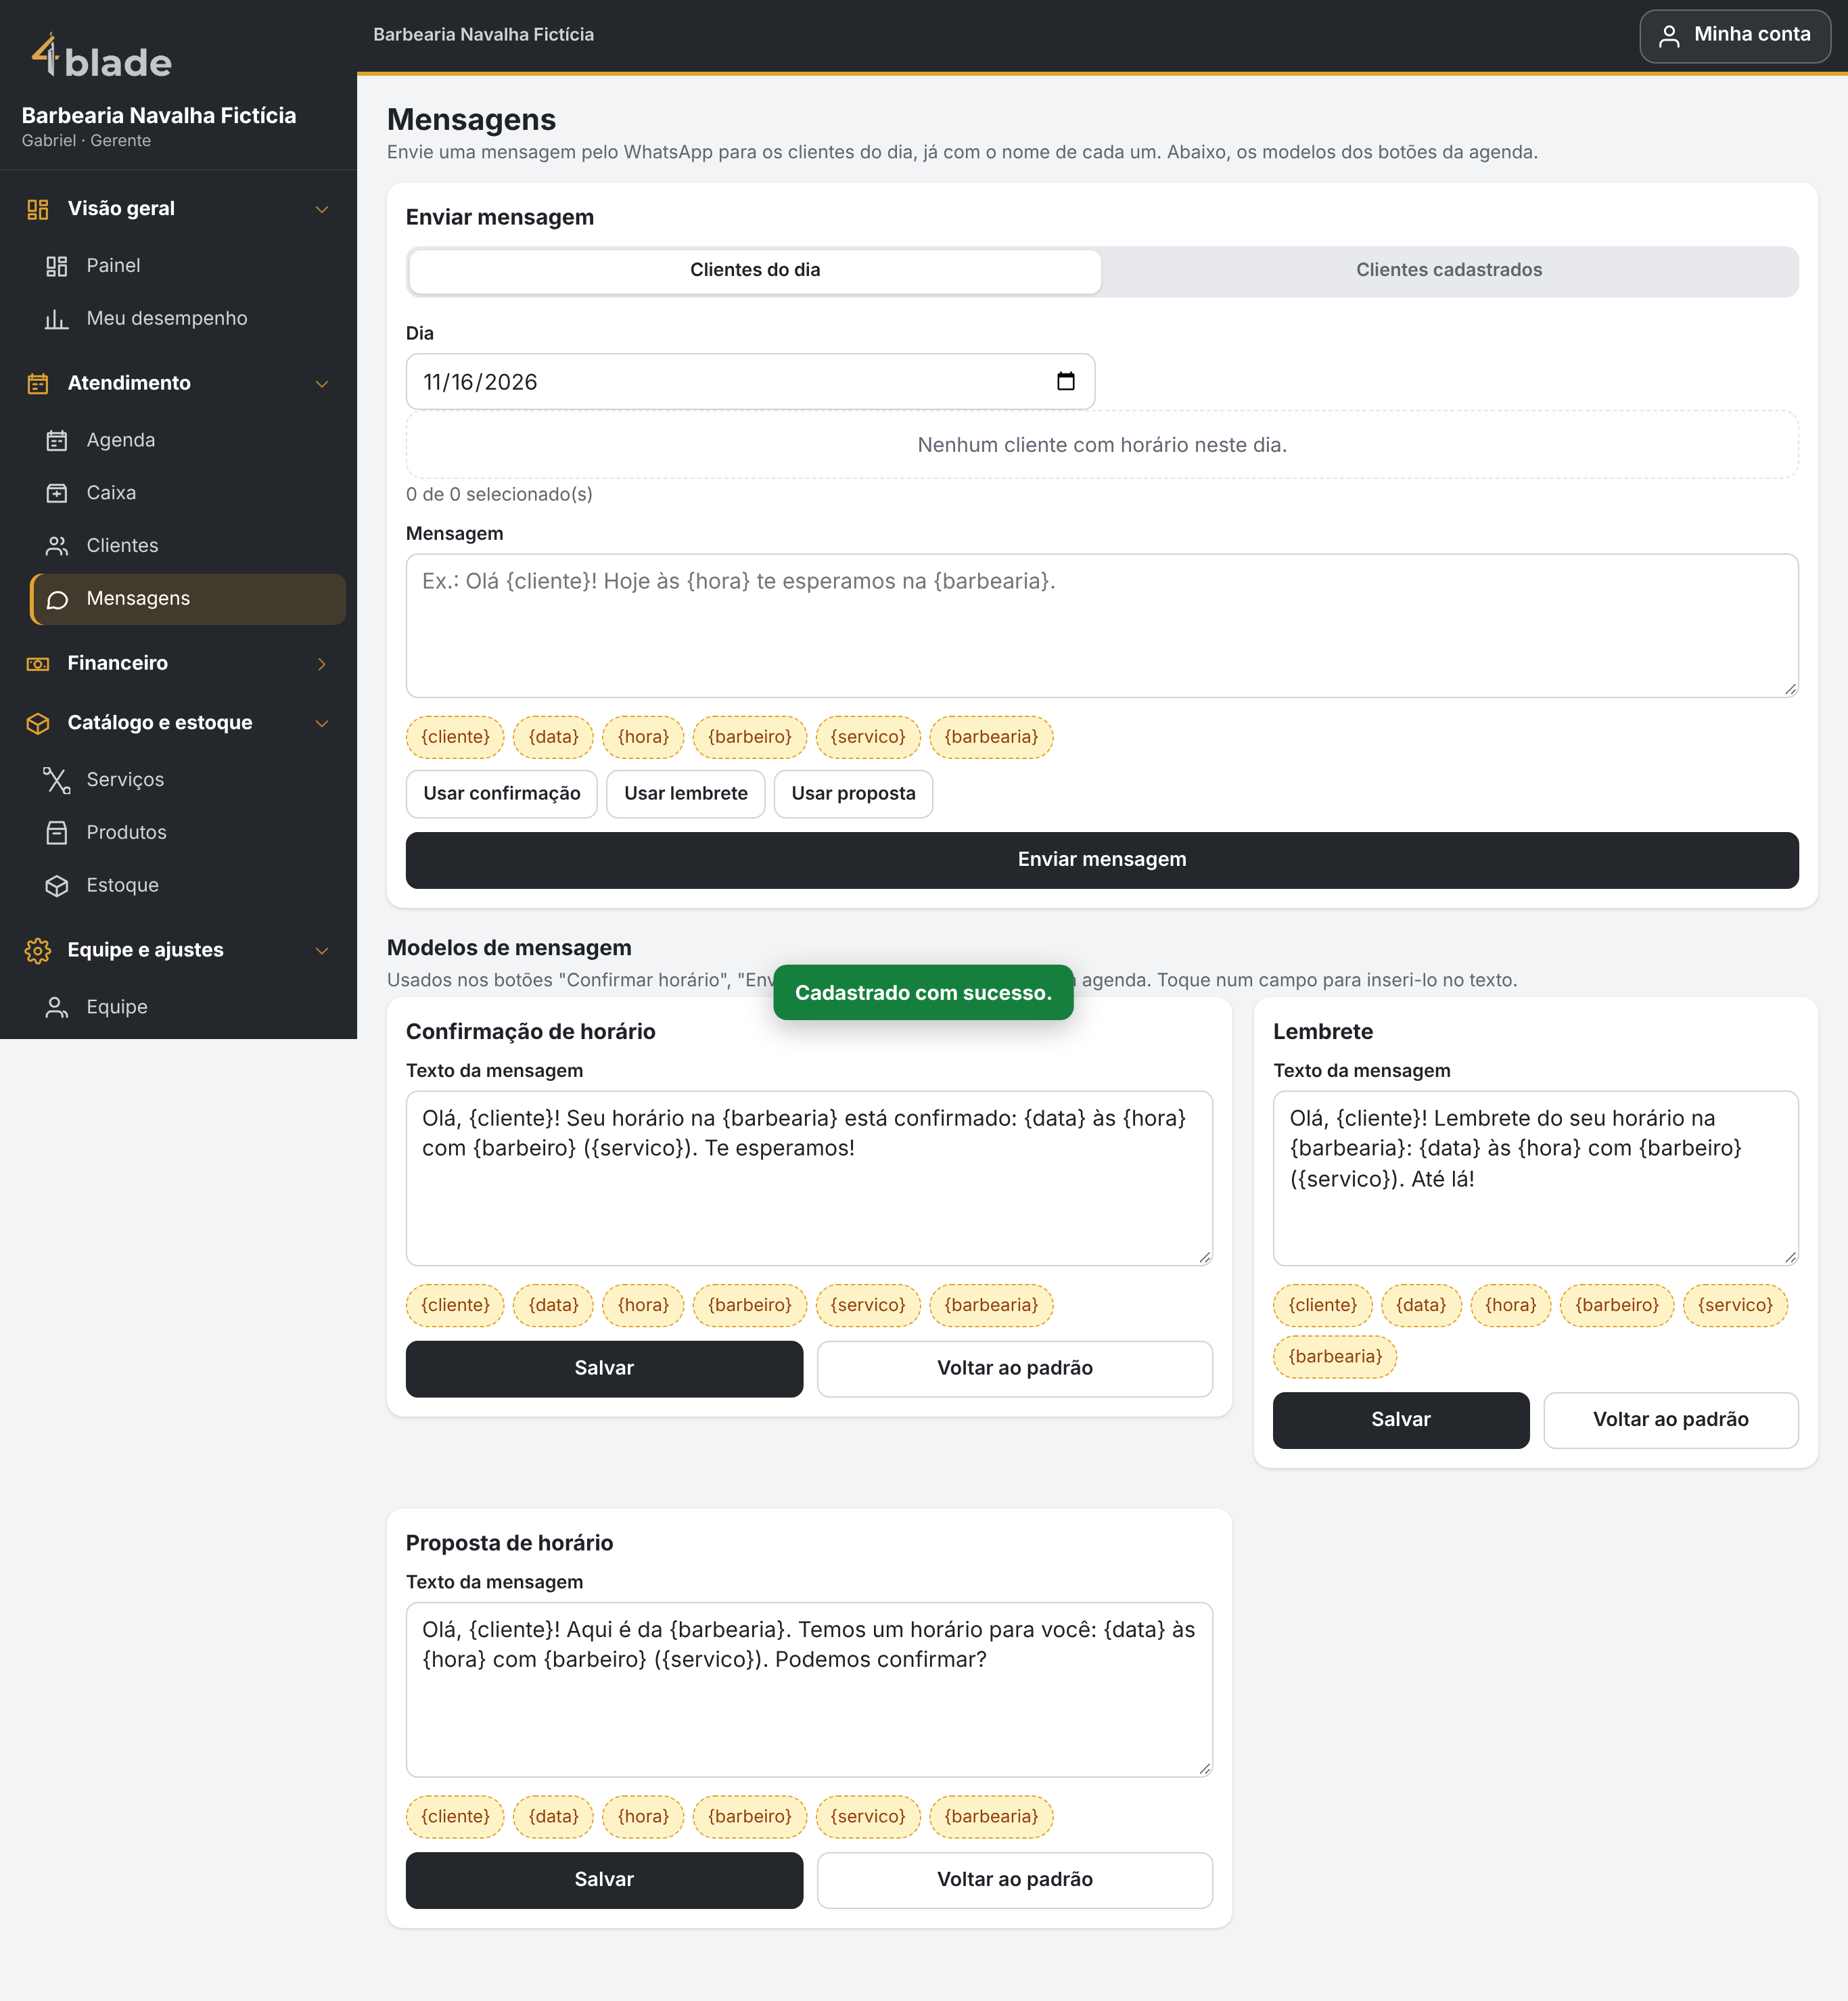 4blade
Barbearia Navalha Fictícia
Gabriel · Gerente
Visão geral
Painel
Meu desempenho
Atendimento
Agenda
Caixa
Clientes
Mensagens
Financeiro
Catálogo e estoque
Serviços
Produtos
Estoque
Equipe e ajustes
Equipe
Barbearia Navalha Fictícia
Minha conta
Mensagens
Envie uma mensagem pelo WhatsApp para os clientes do dia, já com o nome de cada um. Abaixo, os modelos dos botões da agenda.
Enviar mensagem
Clientes do dia
Clientes cadastrados
Dia
11/16/2026
Nenhum cliente com horário neste dia.
0 de 0 selecionado(s)
Mensagem
Ex.: Olá {cliente}! Hoje às {hora} te esperamos na {barbearia}.
{cliente} {data} {hora} {barbeiro} {servico} {barbearia}
Usar confirmação Usar lembrete Usar proposta
Enviar mensagem
Modelos de mensagem
Usados nos botões "Confirmar horário", "Env agenda. Toque num campo para inseri-lo no texto.
Cadastrado com sucesso.
Confirmação de horário
Texto da mensagem
Olá, {cliente}! Seu horário na {barbearia} está confirmado: {data} às {hora}
com {barbeiro} ({servico}). Te esperamos!
{cliente} {data} {hora} {barbeiro} {servico} {barbearia}
Salvar Voltar ao padrão
Lembrete
Texto da mensagem
Olá, {cliente}! Lembrete do seu horário na
{barbearia}: {data} às {hora} com {barbeiro}
({servico}). Até lá!
{cliente} {data} {hora} {barbeiro} {servico}
{barbearia}
Salvar Voltar ao padrão
Proposta de horário
Texto da mensagem
Olá, {cliente}! Aqui é da {barbearia}. Temos um horário para você: {data} às
{hora} com {barbeiro} ({servico}). Podemos confirmar?
{cliente} {data} {hora} {barbeiro} {servico} {barbearia}
Salvar Voltar ao padrão